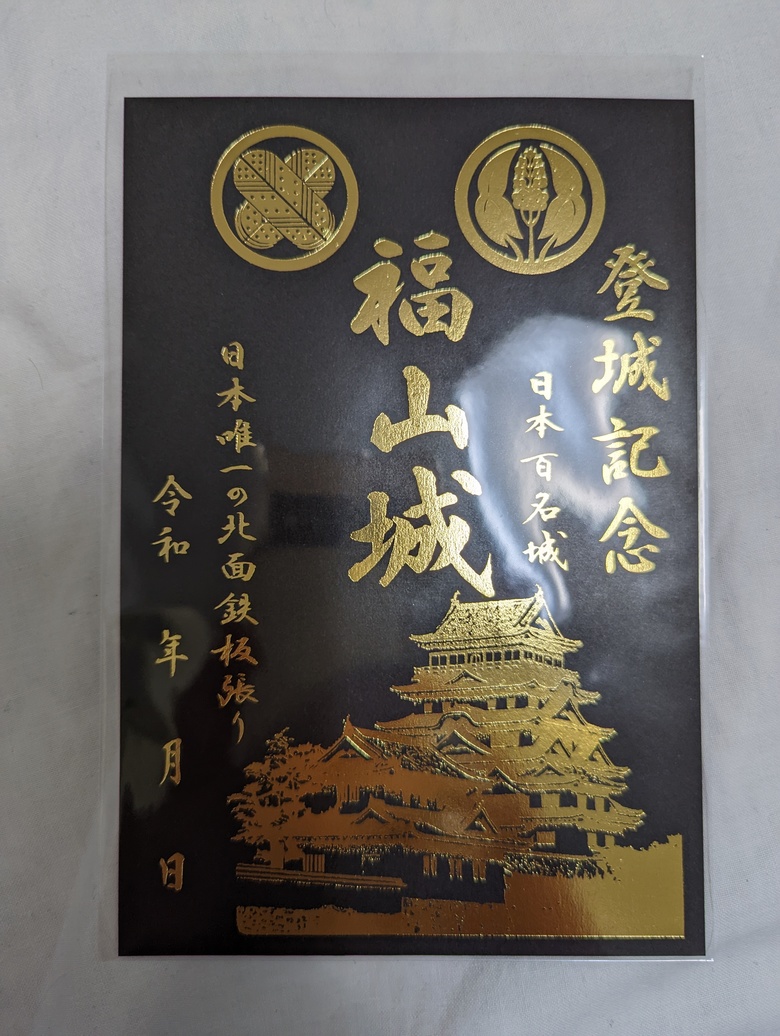 登城記念
日本百名城
福山城
日本唯一の北面鉄板張り
令和 年 月 日